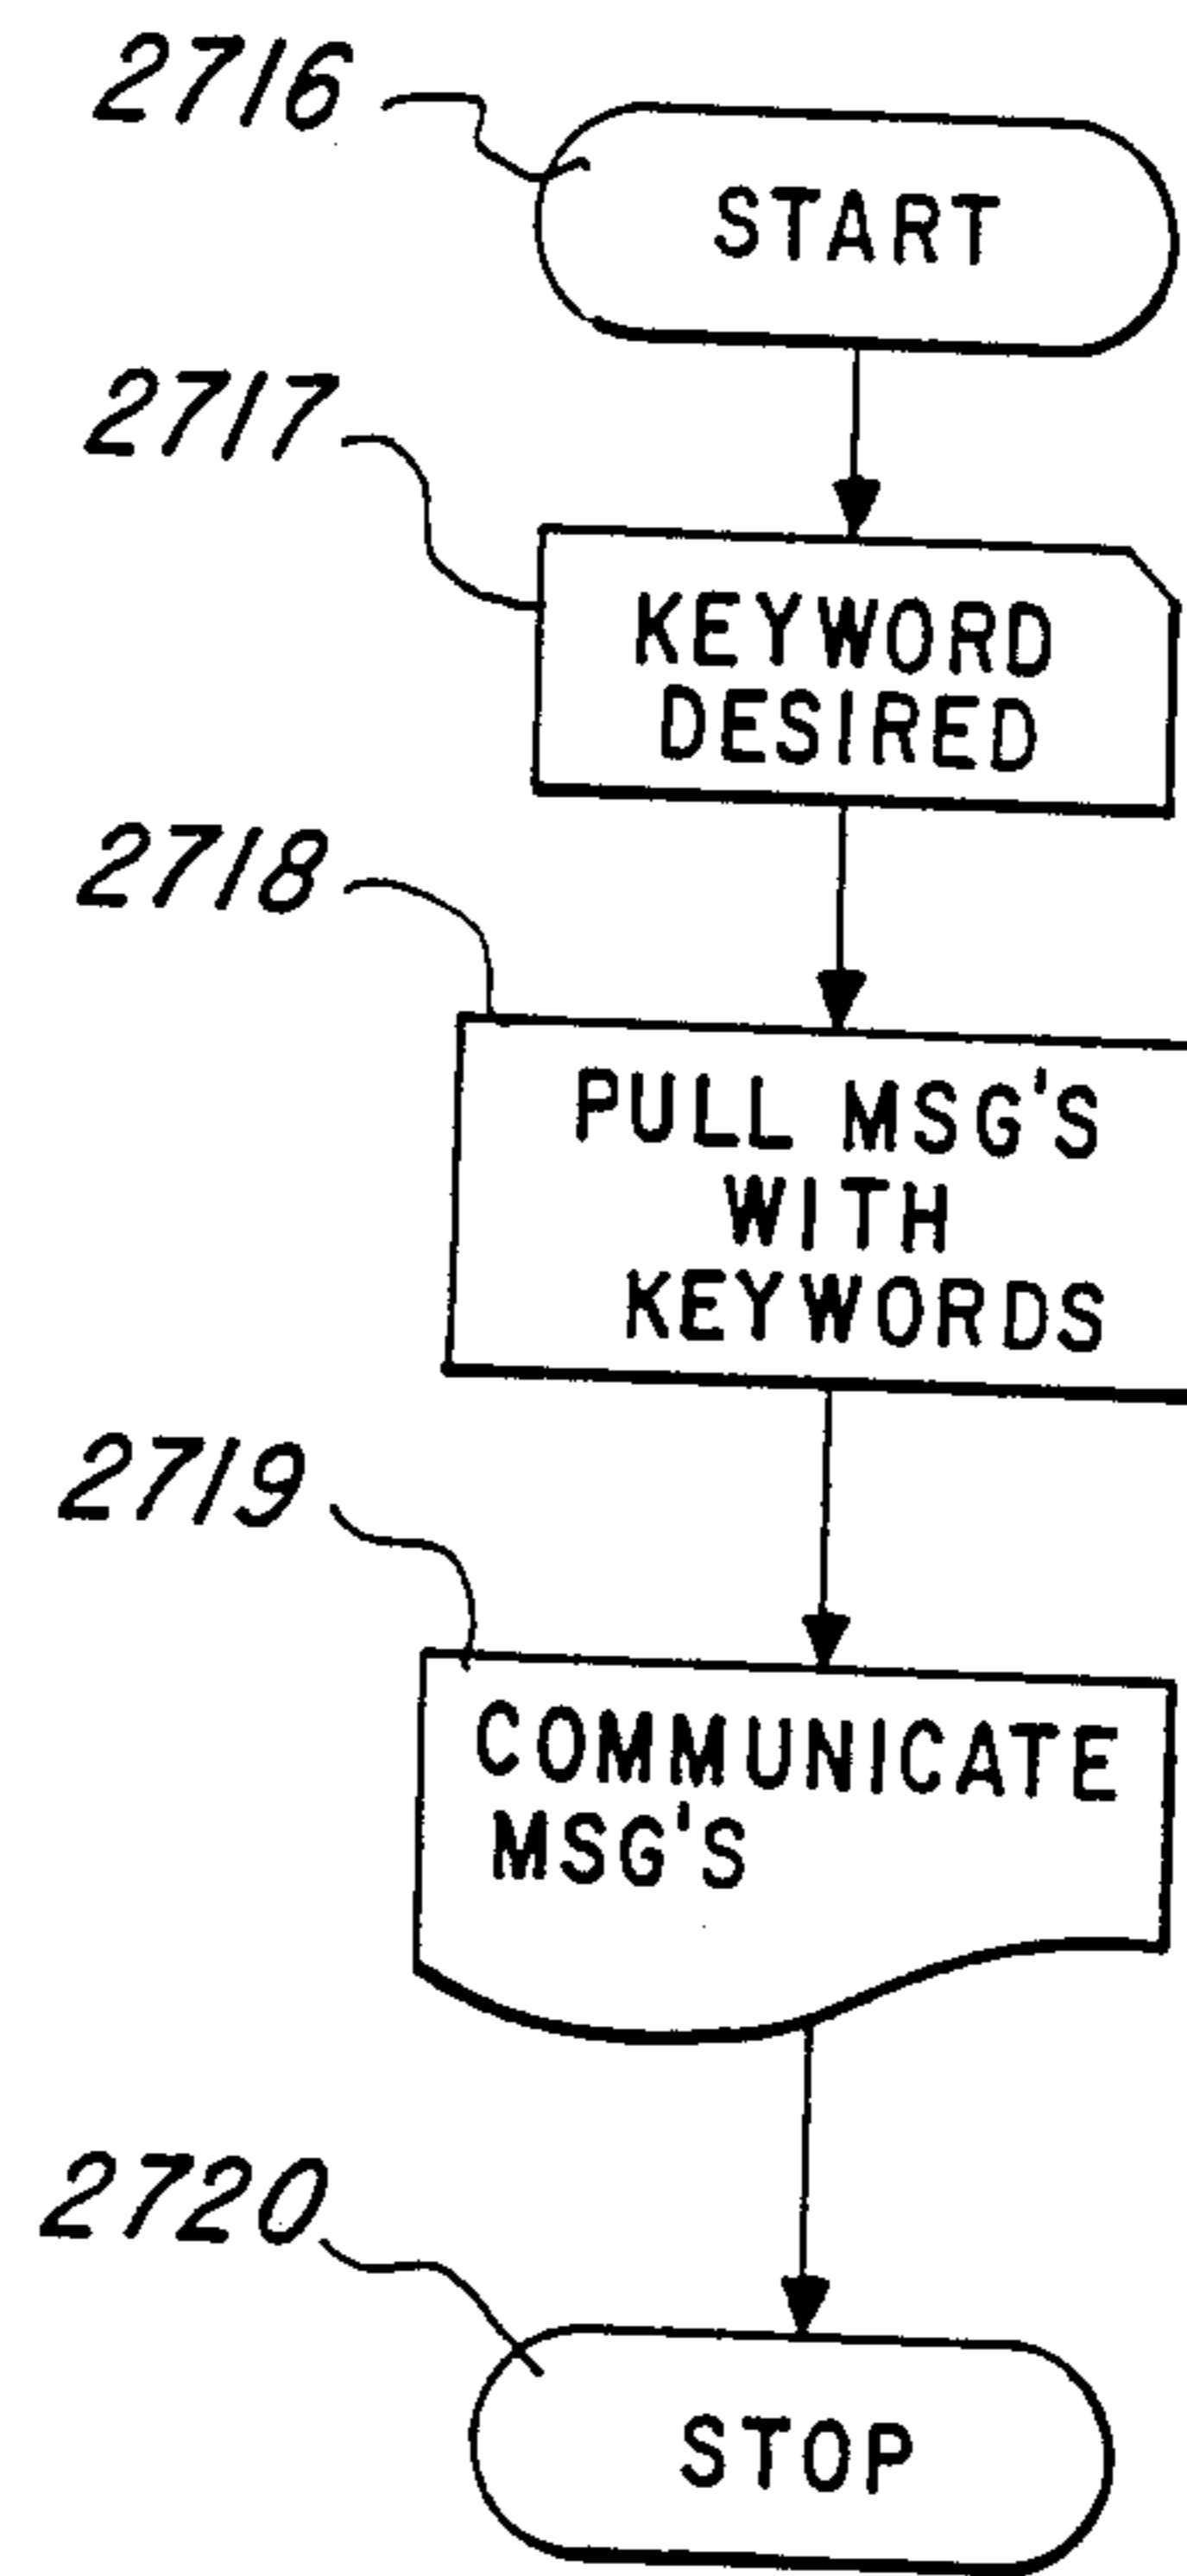 2716
START
2717
KEYWORD
DESIRED
2718
PULL MSG'S
WITH
KEYWORDS
2719
COMMUNICATE
MSG'S
2720
STOP